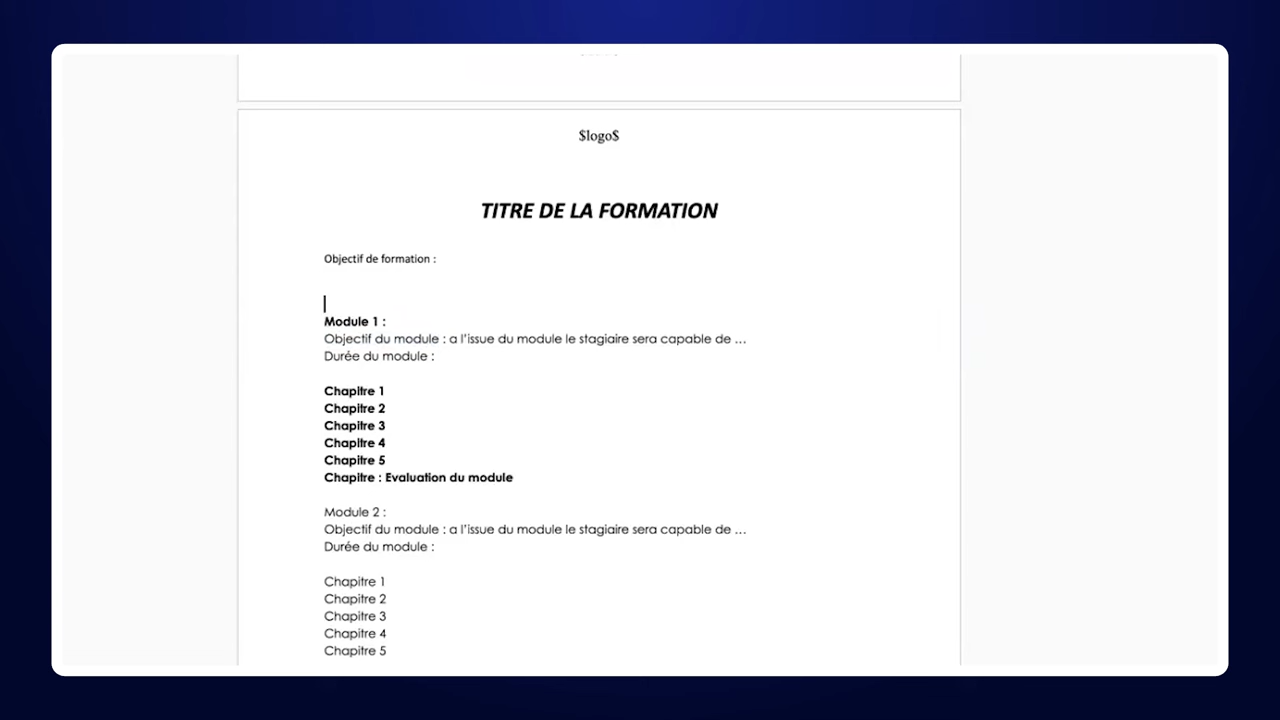 $logo$
TITRE DE LA FORMATION
Objectif de formation :
Module 1 :
Objectif du module : a l'issue du module le stagiaire sera capable de ...
Durée du module :
Chapitre 1
Chapitre 2
Chapitre 3
Chapitre 4
Chapitre 5
Chapitre : Evaluation du module
Module 2 :
Objectif du module : a l'issue du module le stagiaire sera capable de ...
Durée du module :
Chapitre 1
Chapitre 2
Chapitre 3
Chapitre 4
Chapitre 5